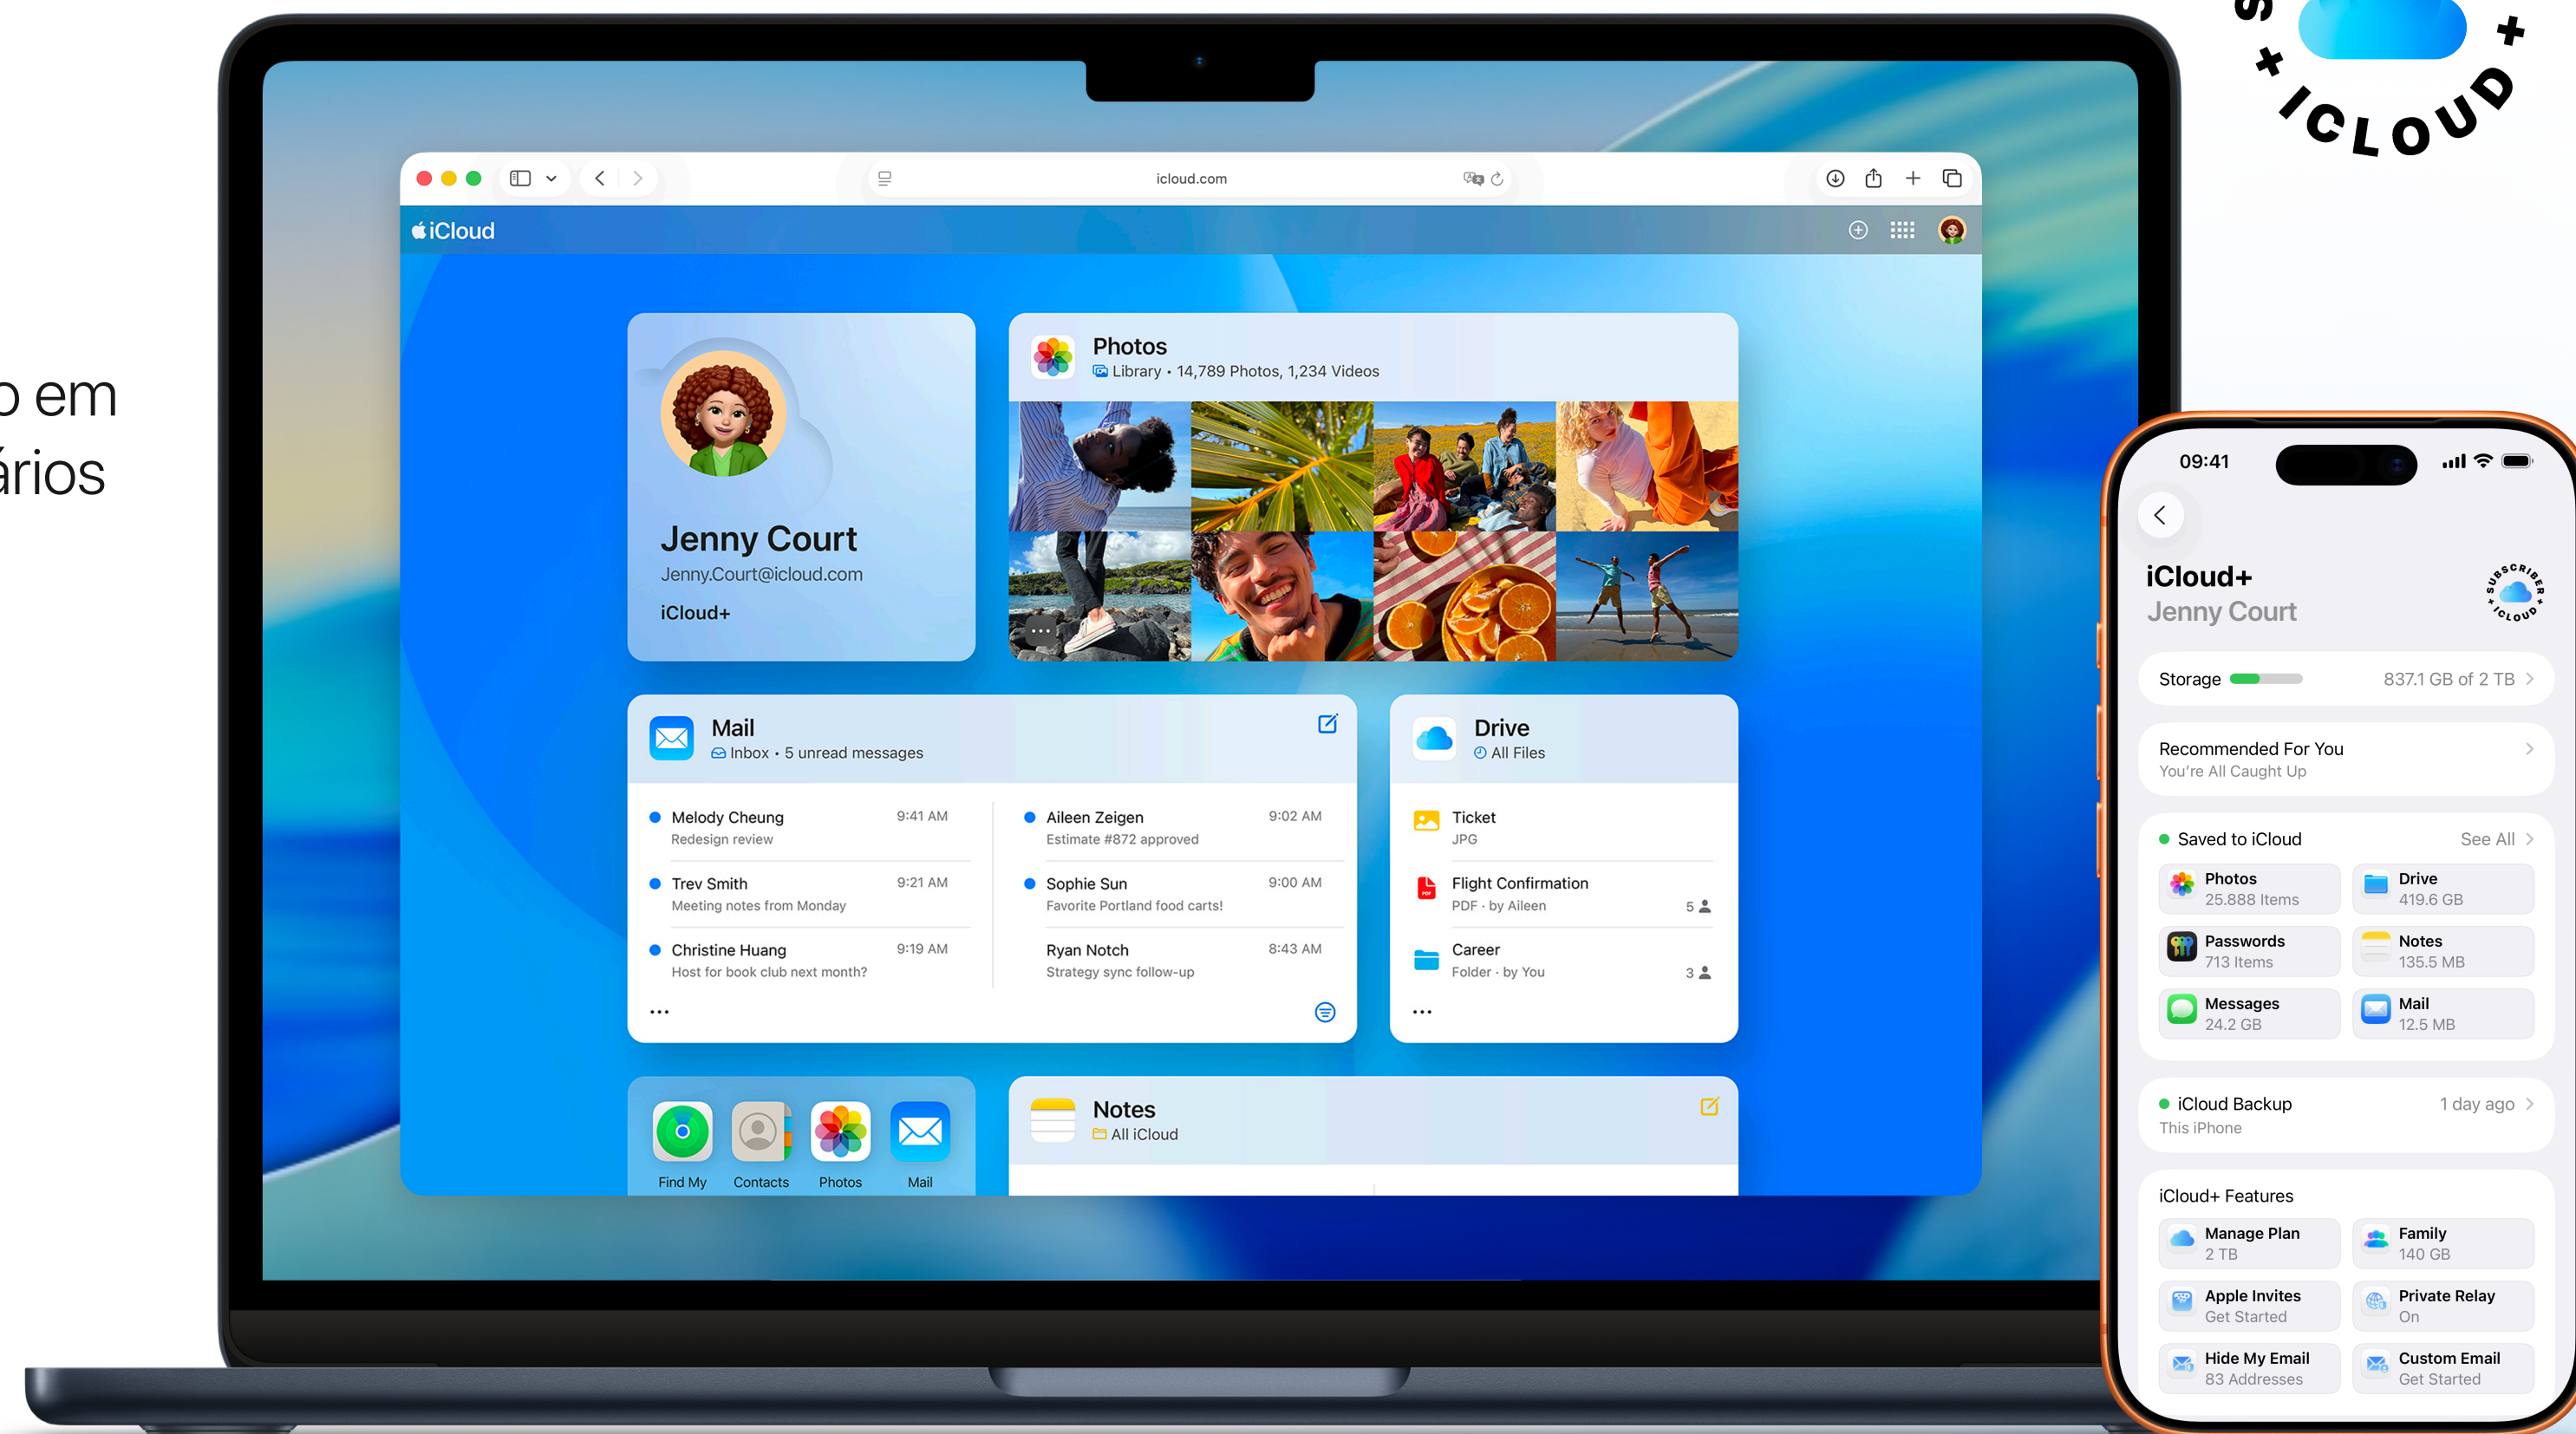 o em
ários
S
+ ICLOUD +
icloud.com
iCloud
Jenny Court
Jenny.Court@icloud.com
iCloud+
Photos
Library • 14,789 Photos, 1,234 Videos
Mail
Inbox • 5 unread messages
Melody Cheung 9:41 AM
Redesign review
Trev Smith 9:21 AM
Meeting notes from Monday
Christine Huang 9:19 AM
Host for book club next month?
Aileen Zeigen 9:02 AM
Estimate #872 approved
Sophie Sun 9:00 AM
Favorite Portland food carts!
Ryan Notch 8:43 AM
Strategy sync follow-up
Drive
All Files
Ticket
JPG
Flight Confirmation
PDF · by Aileen 5
Career
Folder · by You 3
Find My Contacts Photos Mail
Notes
All iCloud
09:41
iCloud+
Jenny Court
SUBSCRIBER
+ ICLOUD +
Storage 837.1 GB of 2 TB
Recommended For You
You’re All Caught Up
Saved to iCloud See All
Photos
25.888 Items
Drive
419.6 GB
Passwords
713 Items
Notes
135.5 MB
Messages
24.2 GB
Mail
12.5 MB
iCloud Backup 1 day ago
This iPhone
iCloud+ Features
Manage Plan
2 TB
Family
140 GB
Apple Invites
Get Started
Private Relay
On
Hide My Email
83 Addresses
Custom Email
Get Started